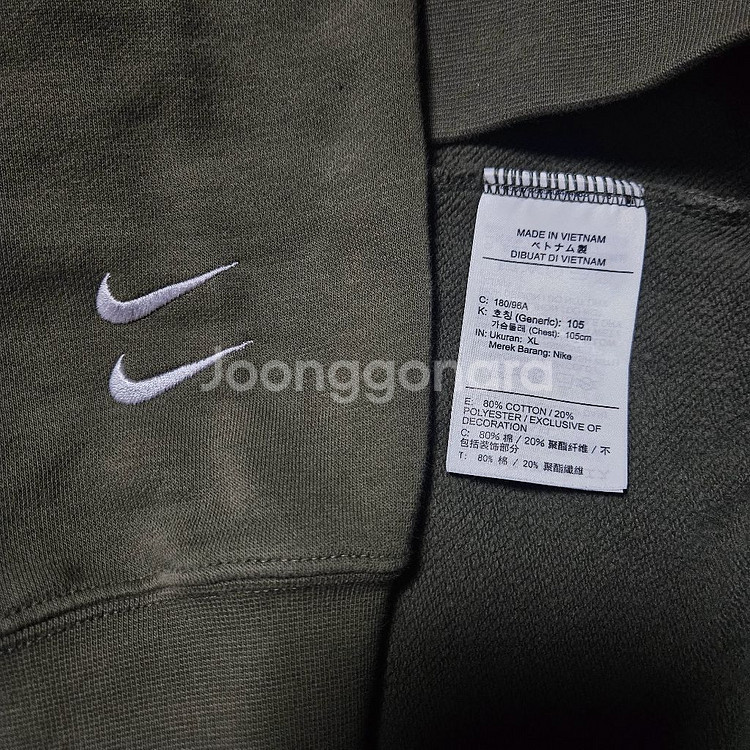 MADE IN VIETNAM
ベトナム製
DIBUAT DI VIETNAM
C: 180/96A
K: 호칭 (Generic): 105
가슴둘레 (Chest): 105cm
IN: Ukuran: XL
Merek Barang: Nike
Joonggonara
E: 80% COTTON / 20%
POLYESTER / EXCLUSIVE OF
DECORATION
C: 80% 棉 / 20% 聚酯纤维 / 不
包括装饰部分
T: 80% 棉 / 20% 聚酯纖維